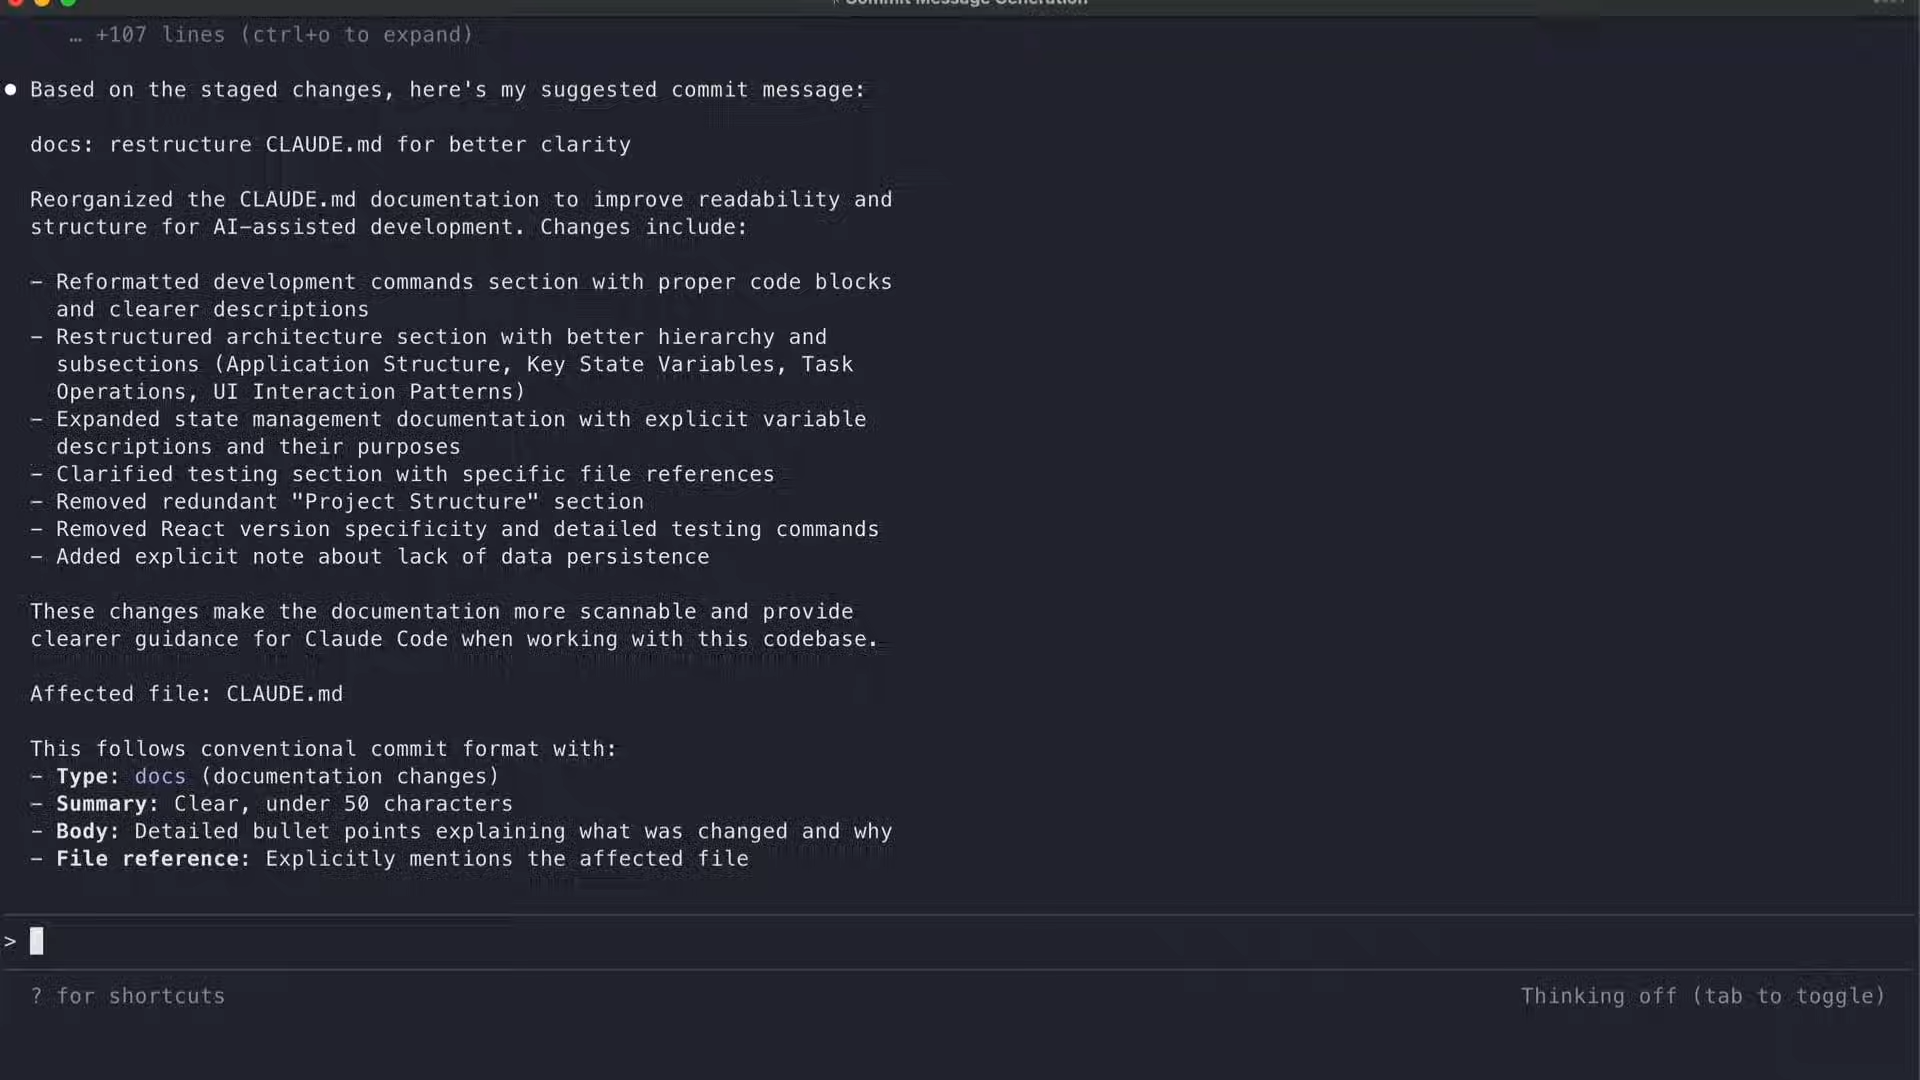 Commit Message Generation
… +107 lines (ctrl+o to expand)
● Based on the staged changes, here's my suggested commit message:
docs: restructure CLAUDE.md for better clarity
Reorganized the CLAUDE.md documentation to improve readability and
structure for AI-assisted development. Changes include:
- Reformatted development commands section with proper code blocks
and clearer descriptions
- Restructured architecture section with better hierarchy and
subsections (Application Structure, Key State Variables, Task
Operations, UI Interaction Patterns)
- Expanded state management documentation with explicit variable
descriptions and their purposes
- Clarified testing section with specific file references
- Removed redundant "Project Structure" section
- Removed React version specificity and detailed testing commands
- Added explicit note about lack of data persistence
These changes make the documentation more scannable and provide
clearer guidance for Claude Code when working with this codebase.
Affected file: CLAUDE.md
This follows conventional commit format with:
- Type: docs (documentation changes)
- Summary: Clear, under 50 characters
- Body: Detailed bullet points explaining what was changed and why
- File reference: Explicitly mentions the affected file
>
? for shortcuts
Thinking off (tab to toggle)